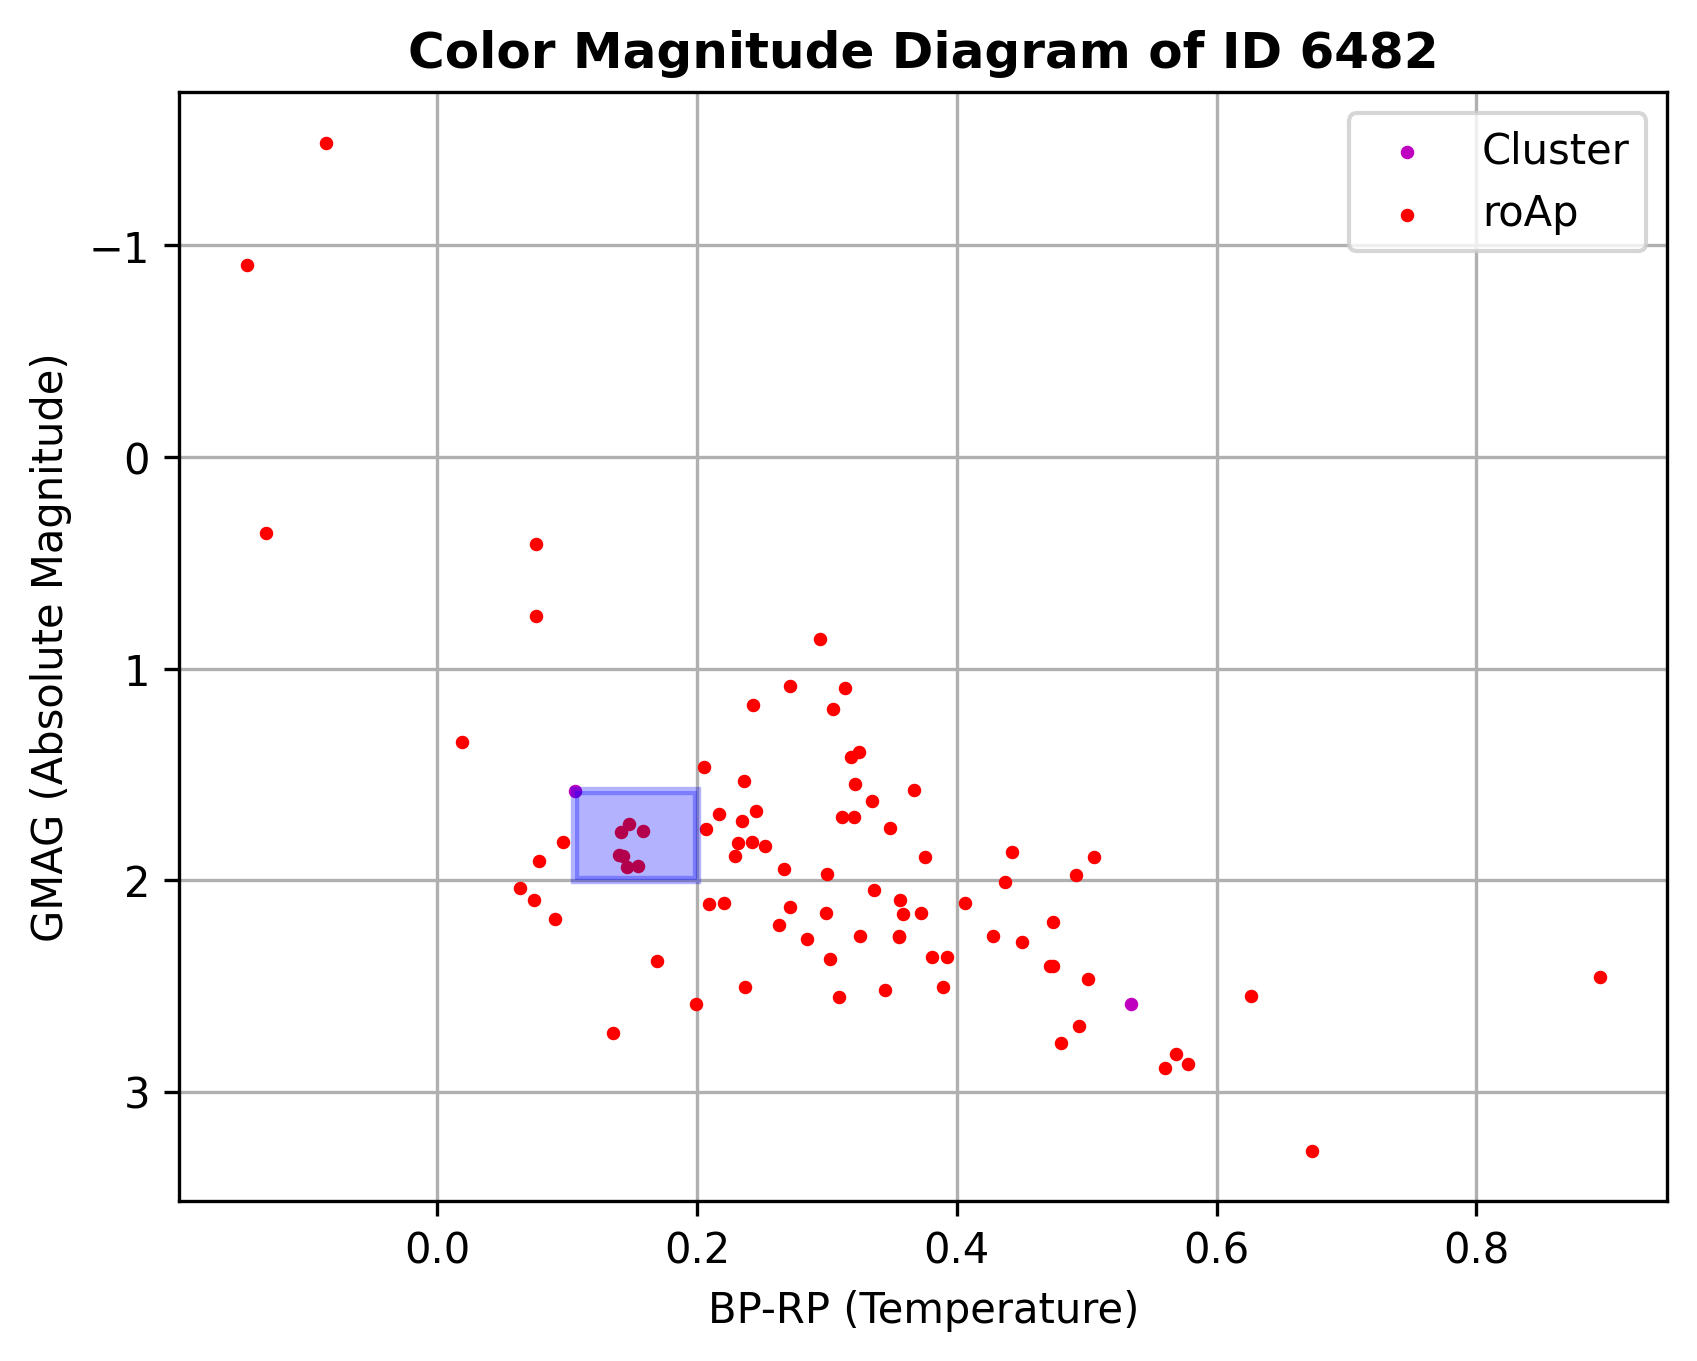 Color Magnitude Diagram of ID 6482
Cluster
roAp
GMAG (Absolute Magnitude)
−1
0
1
2
3
0.0 0.2 0.4 0.6 0.8
BP-RP (Temperature)